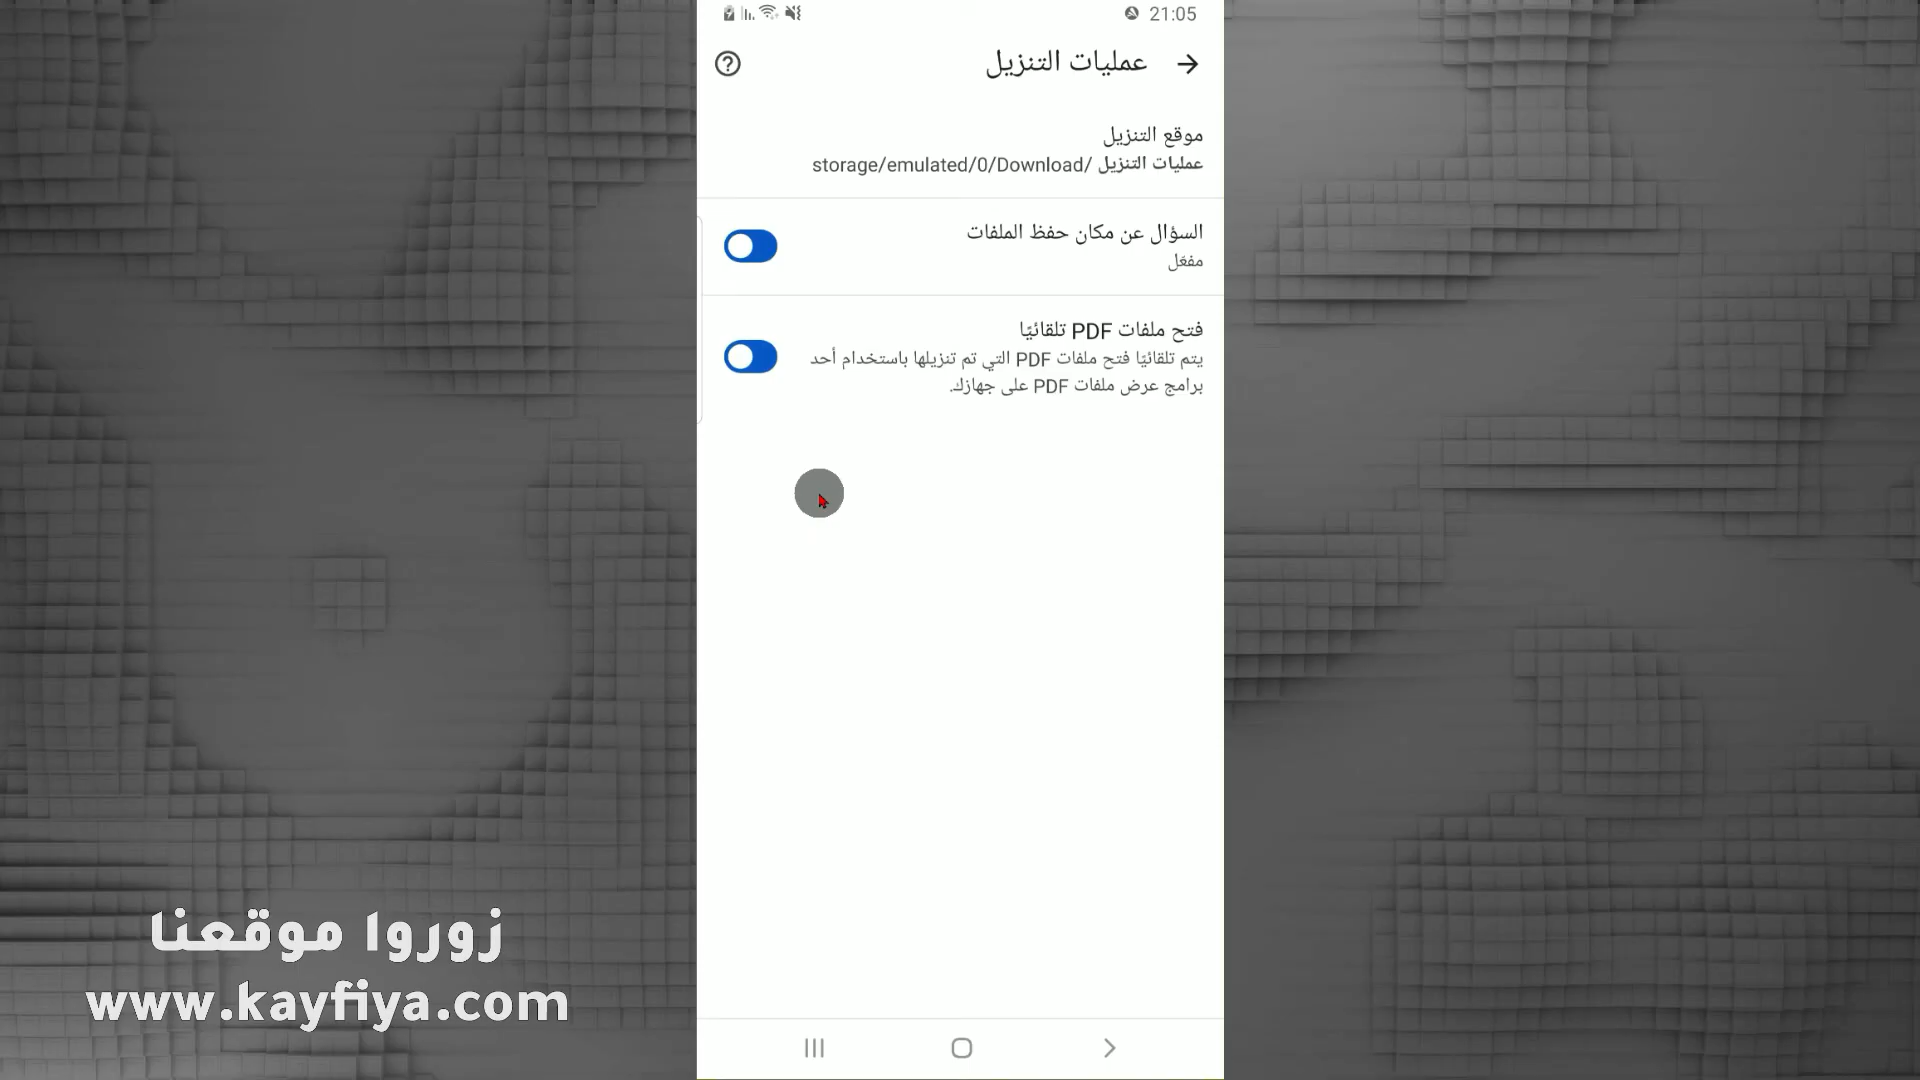 21:05
عمليات التنزيل
موقع التنزيل
عمليات التنزيل /storage/emulated/0/Download
السؤال عن مكان حفظ الملفات
مفعّل
فتح ملفات PDF تلقائيًا
يتم تلقائيًا فتح ملفات PDF التي تم تنزيلها باستخدام أحد
برامج عرض ملفات PDF على جهازك.
زوروا موقعنا
www.kayfiya.com